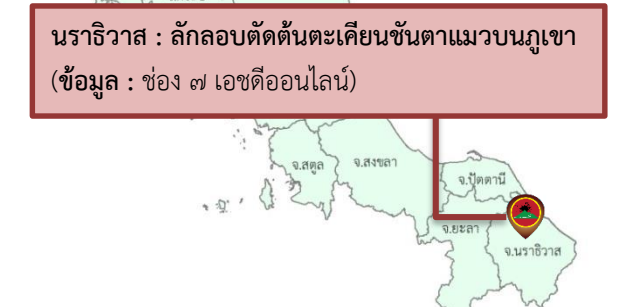 นราธิวาส : ลักลอบตัดต้นตะเคียนชันตาแมวบนภูเขา
(ข้อมูล : ช่อง ๗ เอชดีออนไลน์)
จ.สตูล
จ.สงขลา
จ.ปัตตานี
จ.ยะลา
จ.นราธิวาส